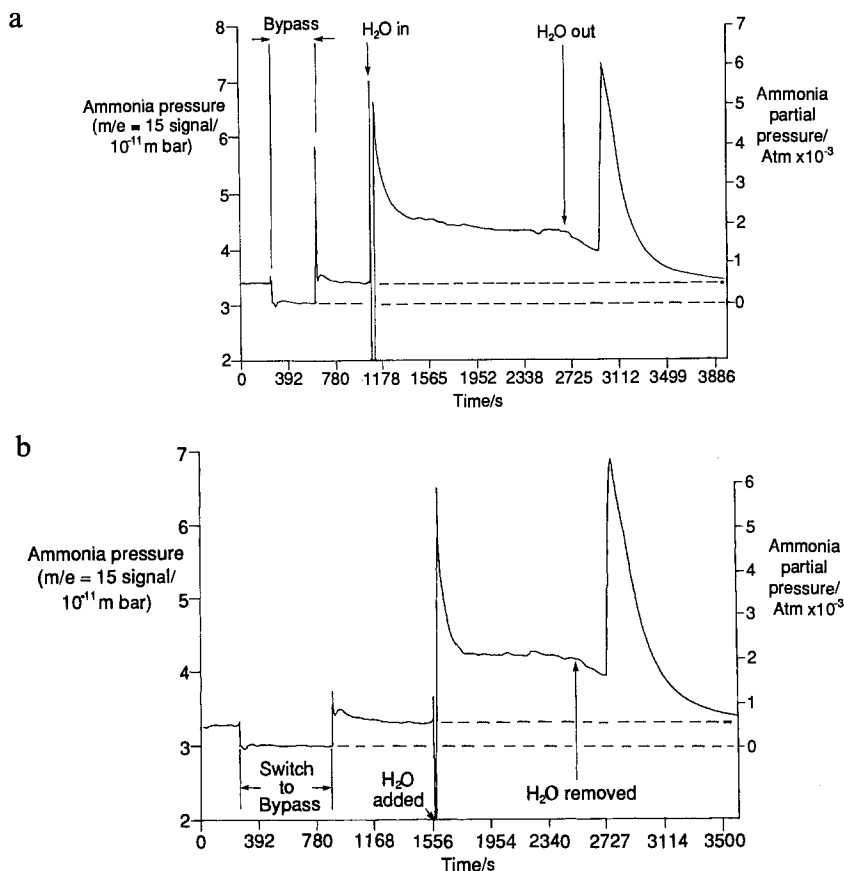 a
Bypass
H₂O in
H₂O out
8
7
6
5
4
3
2
Ammonia pressure
(m/e = 15 signal/
10⁻¹¹ m bar)
7
6
5
4
3
2
1
0
Ammonia
partial
pressure/
Atm x10⁻³
0 392 780 1178 1565 1952 2338 2725 3112 3499 3886
Time/s
b
7
6
5
4
3
2
Ammonia pressure
(m/e = 15 signal/
10⁻¹¹ m bar)
6
5
4
3
2
1
0
Ammonia
partial
pressure/
Atm x10⁻³
Switch
to
Bypass
H₂O
added
H₂O removed
0 392 780 1168 1556 1954 2340 2727 3114 3500
Time/s